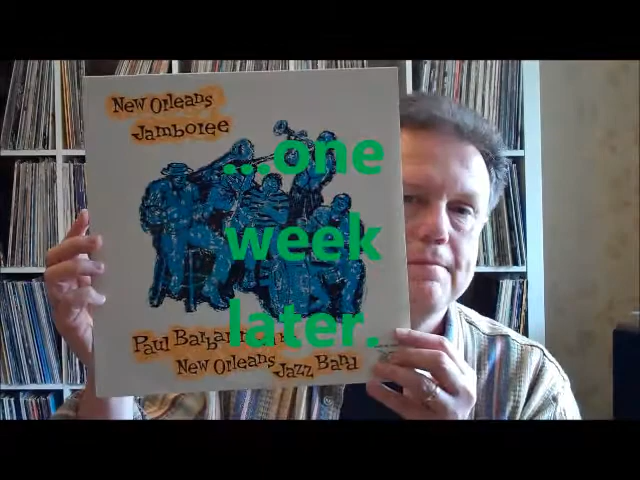 New Orleans
Jamboree
...one
week
later.
Paul Barbarin
New Orleans Jazz Band